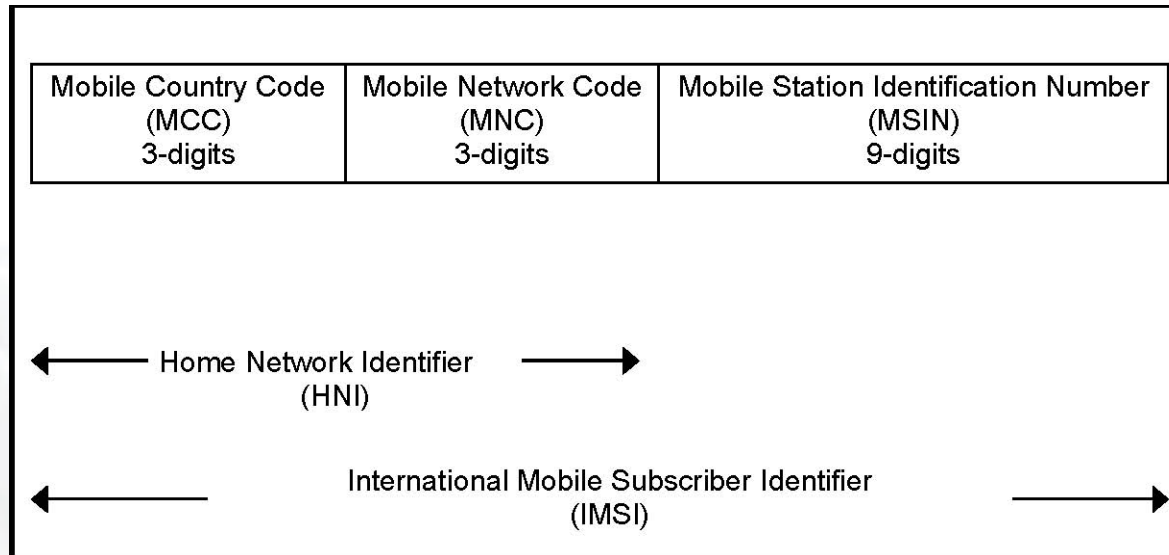 Mobile Country Code
(MCC)
3-digits
Mobile Network Code
(MNC)
3-digits
Mobile Station Identification Number
(MSIN)
9-digits
Home Network Identifier
(HNI)
International Mobile Subscriber Identifier
(IMSI)